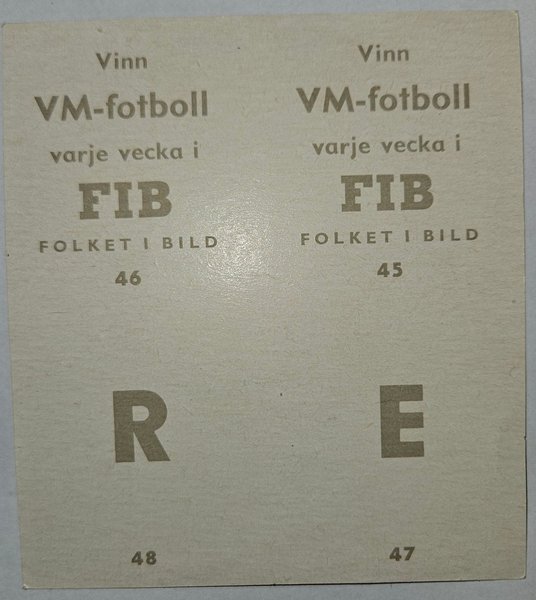 Vinn
VM-fotboll
varje vecka i
FIB
FOLKET I BILD
46
Vinn
VM-fotboll
varje vecka i
FIB
FOLKET I BILD
45
R
48
E
47